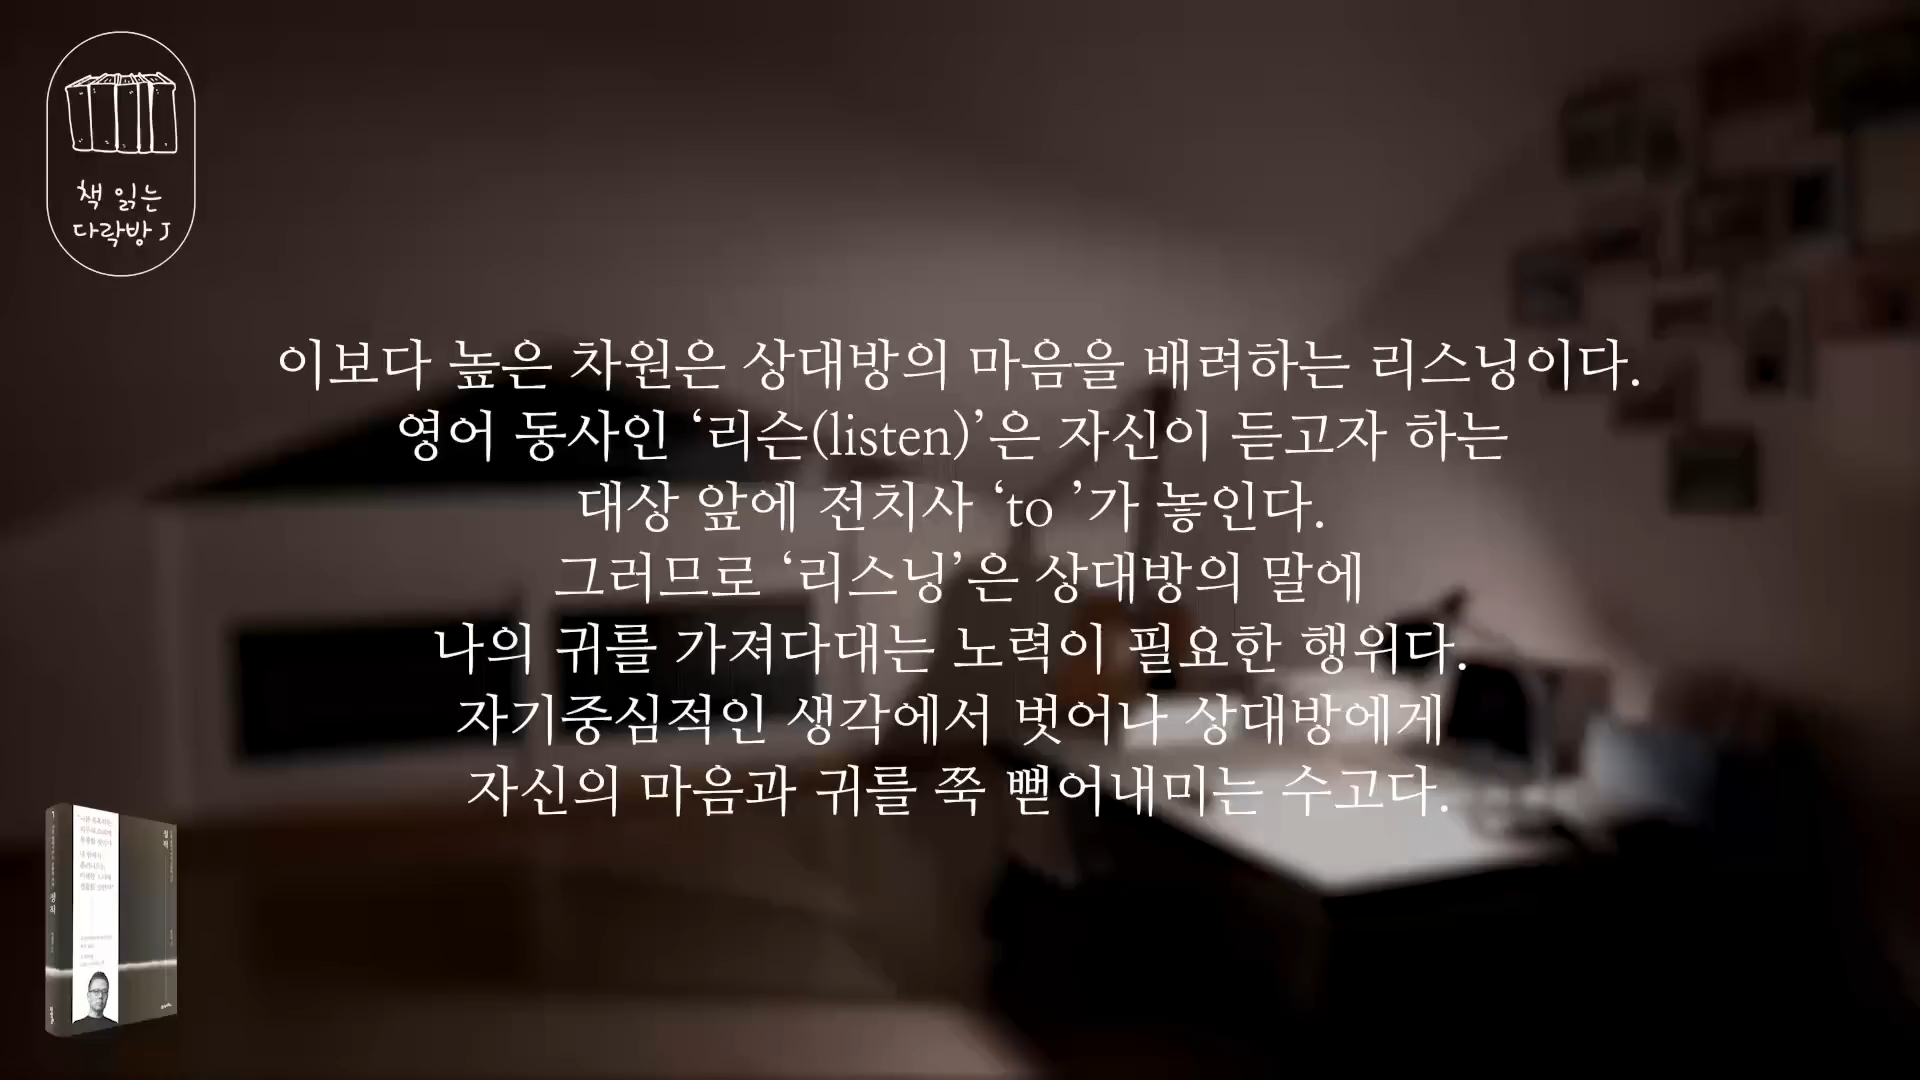 책 읽는
다락방 J
이보다 높은 차원은 상대방의 마음을 배려하는 리스닝이다.
영어 동사인 ‘리슨(listen)’은 자신이 듣고자 하는
대상 앞에 전치사 ‘to ’가 놓인다.
그러므로 ‘리스닝’은 상대방의 말에
나의 귀를 가져다대는 노력이 필요한 행위다.
자기중심적인 생각에서 벗어나 상대방에게
자신의 마음과 귀를 쭉 뻗어내미는 수고다.
정적